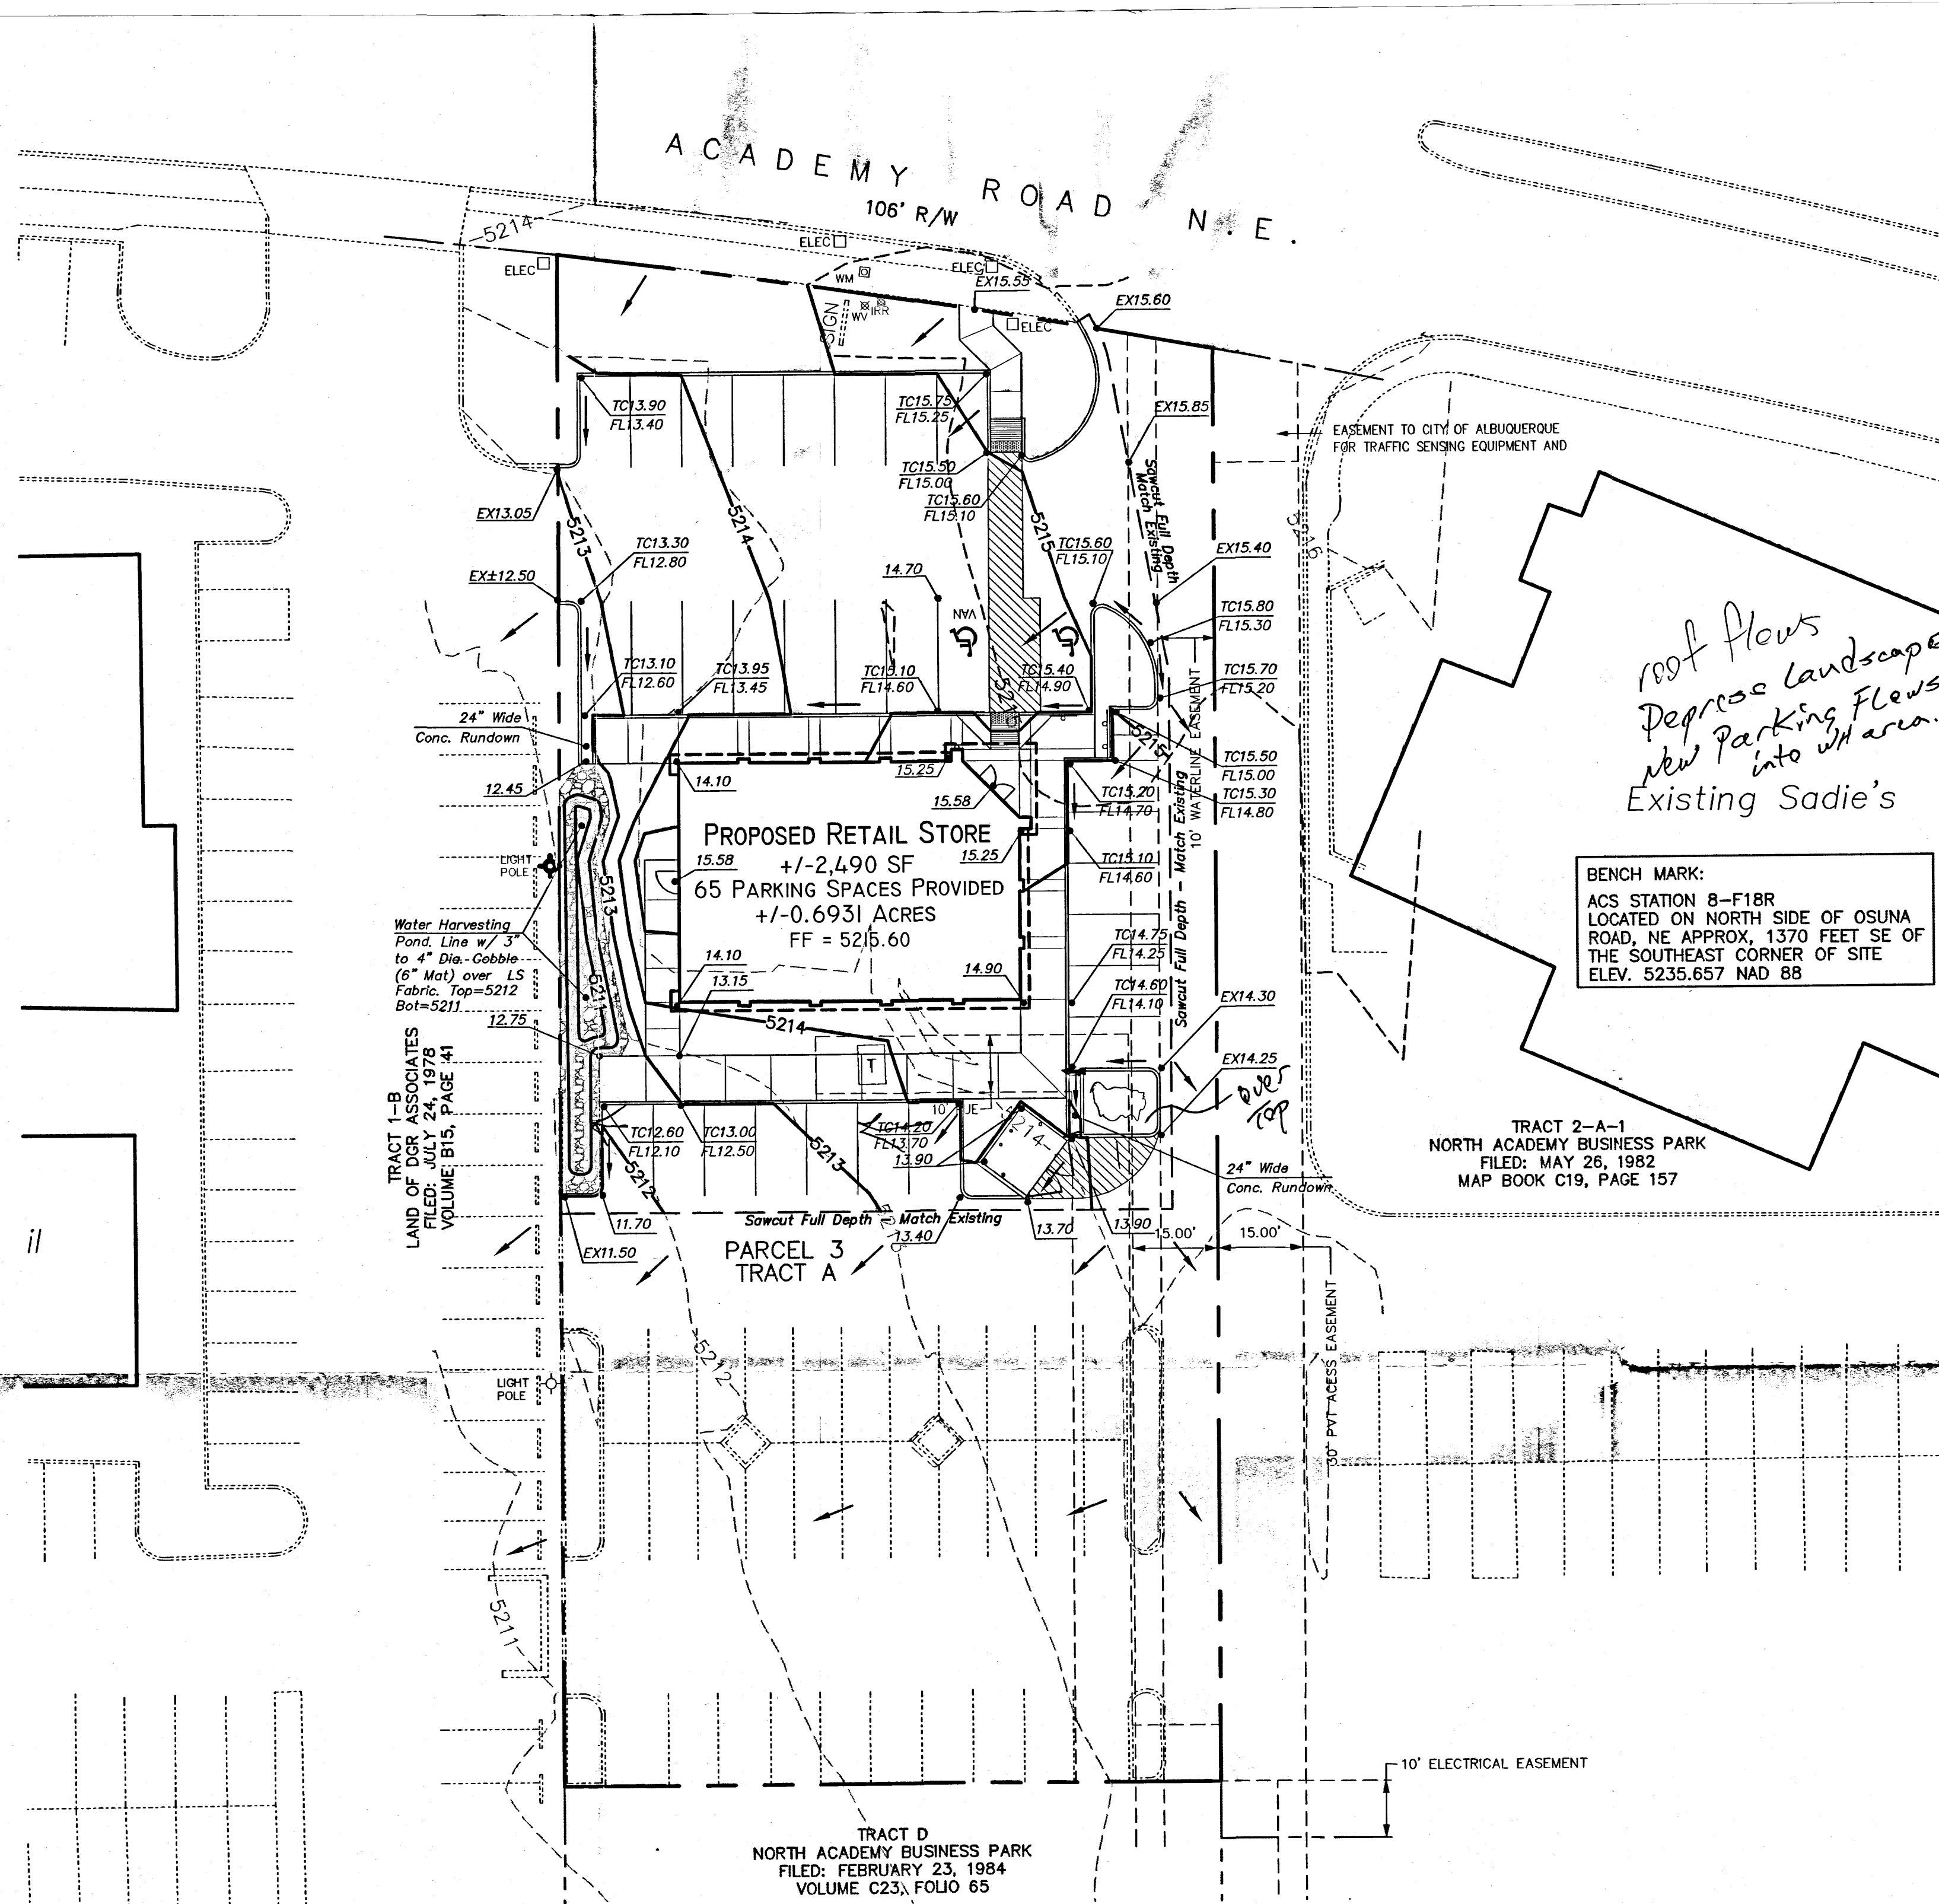 ACADEMY ROAD N.E.
106' R/W
5214
ELEC
ELEC
ELEC
WM
EX15.55
EX15.60
SIGN
WV
IRR
ELEC
TC13.90
FL13.40
TC15.75
FL15.25
EX15.85
EASEMENT TO CITY OF ALBUQUERQUE
FOR TRAFFIC SENSING EQUIPMENT AND
TC15.50
FL15.00
TC15.60
FL15.10
Sawcut Full Depth
Match Existing
EX13.05
5213
5214
5215
TC13.30
FL12.80
TC15.60
FL15.10
EX15.40
EX±12.50
14.70
VAN
TC15.80
FL15.30
TC13.10
FL12.60
TC13.95
FL13.45
TC15.10
FL14.60
TC15.40
FL14.90
TC15.70
FL15.20
24" Wide
Conc. Rundown
5215
TC15.50
FL15.00
TC15.30
FL14.80
12.45
14.10
15.25
15.58
TC15.20
FL14.70
10' WATERLINE EASEMENT
roof flows
Depress Landscape
New Parking Flows
into WH area.
Existing Sadie's
PROPOSED RETAIL STORE
+/-2,490 SF
65 PARKING SPACES PROVIDED
+/-0.6931 ACRES
FF = 5215.60
15.58
15.25
TC15.10
FL14.60
LIGHT
POLE
5213
5211
Water Harvesting
Pond. Line w/ 3"
to 4" Dia. Cobble
(6" Mat) over LS
Fabric. Top=5212
Bot=5211
BENCH MARK:
ACS STATION 8-F18R
LOCATED ON NORTH SIDE OF OSUNA
ROAD, NE APPROX, 1370 FEET SE OF
THE SOUTHEAST CORNER OF SITE
ELEV. 5235.657 NAD 88
TC14.75
FL14.25
14.10
13.15
14.90
TC14.60
FL14.10
Sawcut Full Depth - Match Existing
EX14.30
12.75
5214
T
EX14.25
over
Top
TRACT 1-B
LAND OF DGR ASSOCIATES
FILED: JULY 24, 1978
VOLUME B15, PAGE 141
TC12.60
FL12.10
TC13.00
FL12.50
TC14.20
FL13.70
13.90
5213
5212
24" Wide
Conc. Rundown
TRACT 2-A-1
NORTH ACADEMY BUSINESS PARK
FILED: MAY 26, 1982
MAP BOOK C19, PAGE 157
il
EX11.50
11.70
Sawcut Full Depth Match Existing
13.40
13.70
13.90
15.00'
15.00'
PARCEL 3
TRACT A
30' PVT ACESS EASEMENT
5212
LIGHT
POLE
5211
10' ELECTRICAL EASEMENT
TRACT D
NORTH ACADEMY BUSINESS PARK
FILED: FEBRUARY 23, 1984
VOLUME C23, FOLIO 65